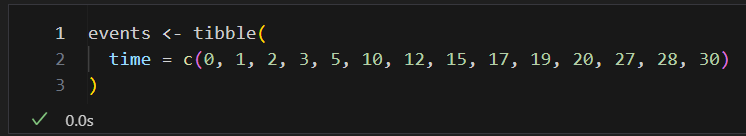 1 events <- tibble(
2 time = c(0, 1, 2, 3, 5, 10, 12, 15, 17, 19, 20, 27, 28, 30)
3 )
0.0s